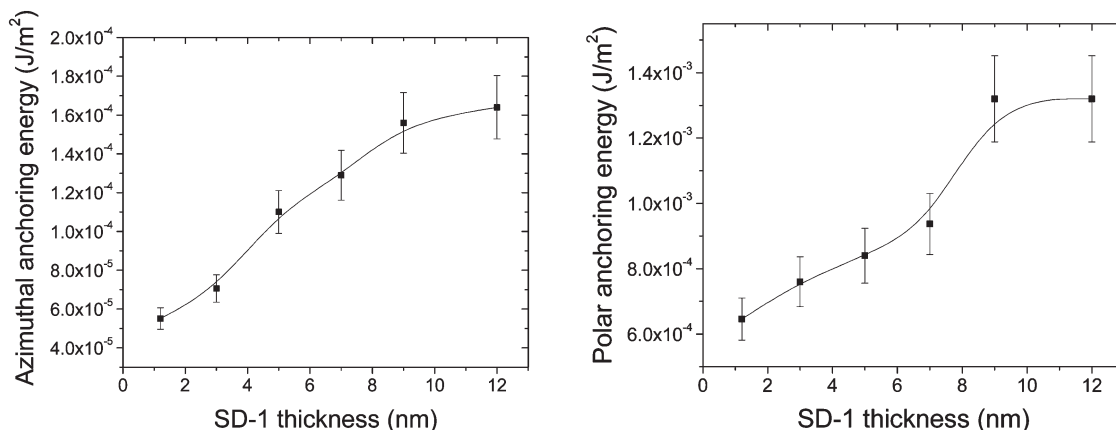 Azimuthal anchoring energy (J/m²)
2.0x10⁻⁴
1.8x10⁻⁴
1.6x10⁻⁴
1.4x10⁻⁴
1.2x10⁻⁴
1.0x10⁻⁴
8.0x10⁻⁵
6.0x10⁻⁵
4.0x10⁻⁵
0 2 4 6 8 10 12
SD-1 thickness (nm)
Polar anchoring energy (J/m²)
1.4x10⁻³
1.2x10⁻³
1.0x10⁻³
8.0x10⁻⁴
6.0x10⁻⁴
0 2 4 6 8 10 12
SD-1 thickness (nm)